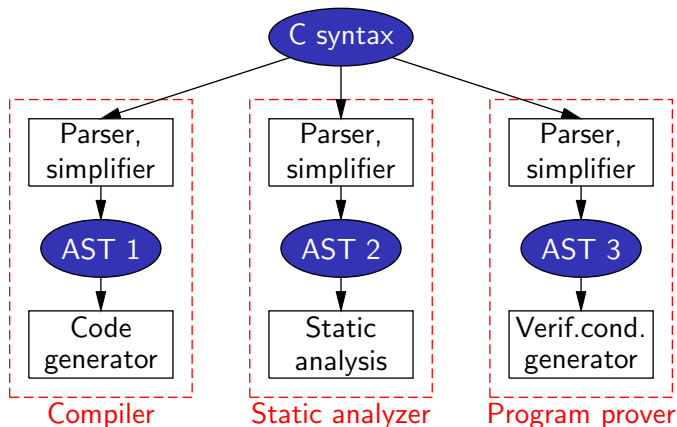 C syntax
Parser,
simplifier
Parser,
simplifier
Parser,
simplifier
AST 1
AST 2
AST 3
Code
generator
Static
analysis
Verif.cond.
generator
Compiler
Static analyzer
Program prover